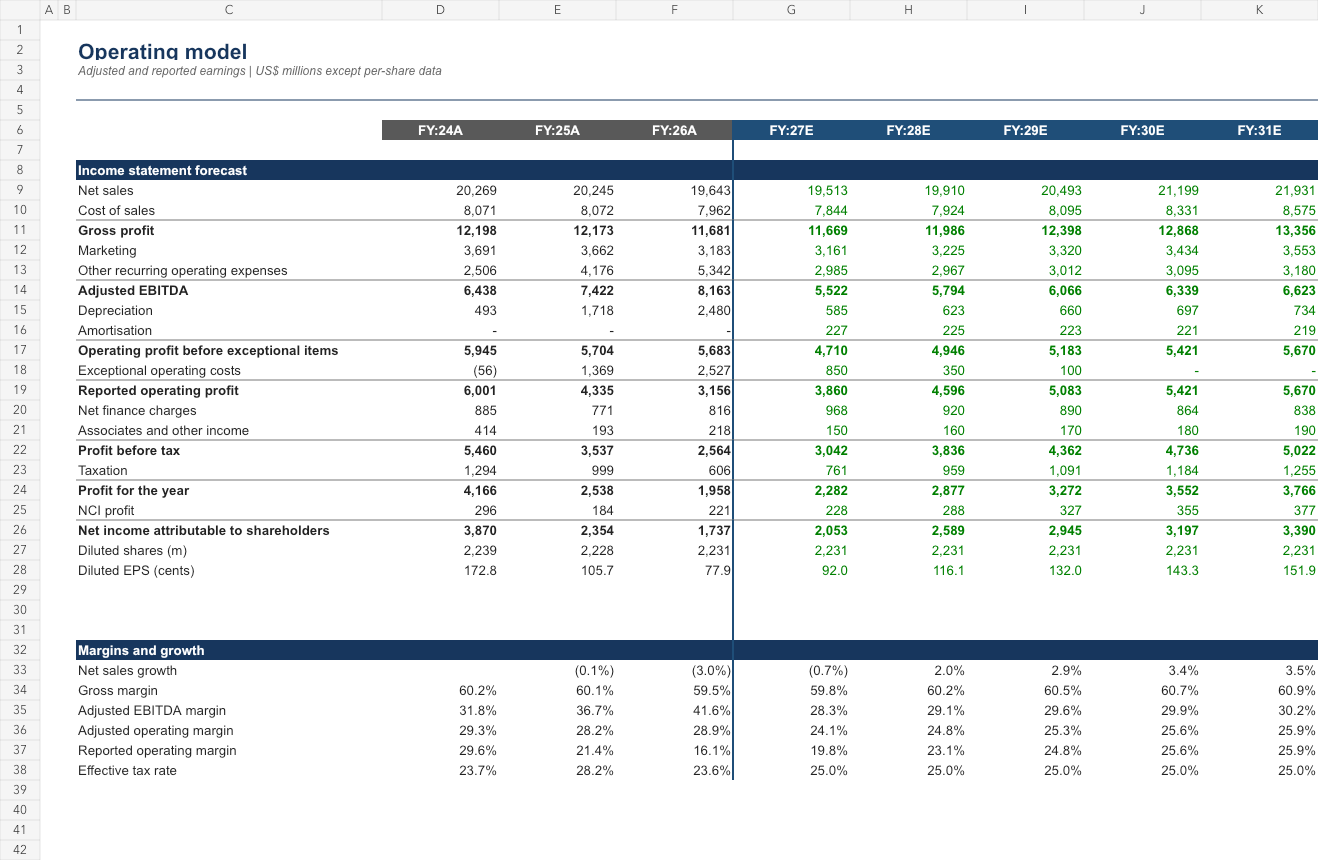 A B C D E F G H I J K
1
2 Operating model
3 Adjusted and reported earnings | US$ millions except per-share data
4
5
6 FY:24A FY:25A FY:26A FY:27E FY:28E FY:29E FY:30E FY:31E
7
8 Income statement forecast
9 Net sales 20,269 20,245 19,643 19,513 19,910 20,493 21,199 21,931
10 Cost of sales 8,071 8,072 7,962 7,844 7,924 8,095 8,331 8,575
11 Gross profit 12,198 12,173 11,681 11,669 11,986 12,398 12,868 13,356
12 Marketing 3,691 3,662 3,183 3,161 3,225 3,320 3,434 3,553
13 Other recurring operating expenses 2,506 4,176 5,342 2,985 2,967 3,012 3,095 3,180
14 Adjusted EBITDA 6,438 7,422 8,163 5,522 5,794 6,066 6,339 6,623
15 Depreciation 493 1,718 2,480 585 623 660 697 734
16 Amortisation - - - 227 225 223 221 219
17 Operating profit before exceptional items 5,945 5,704 5,683 4,710 4,946 5,183 5,421 5,670
18 Exceptional operating costs (56) 1,369 2,527 850 350 100 - -
19 Reported operating profit 6,001 4,335 3,156 3,860 4,596 5,083 5,421 5,670
20 Net finance charges 885 771 816 968 920 890 864 838
21 Associates and other income 414 193 218 150 160 170 180 190
22 Profit before tax 5,460 3,537 2,564 3,042 3,836 4,362 4,736 5,022
23 Taxation 1,294 999 606 761 959 1,091 1,184 1,255
24 Profit for the year 4,166 2,538 1,958 2,282 2,877 3,272 3,552 3,766
25 NCI profit 296 184 221 228 288 327 355 377
26 Net income attributable to shareholders 3,870 2,354 1,737 2,053 2,589 2,945 3,197 3,390
27 Diluted shares (m) 2,239 2,228 2,231 2,231 2,231 2,231 2,231 2,231
28 Diluted EPS (cents) 172.8 105.7 77.9 92.0 116.1 132.0 143.3 151.9
29
30
31
32 Margins and growth
33 Net sales growth (0.1%) (3.0%) (0.7%) 2.0% 2.9% 3.4% 3.5%
34 Gross margin 60.2% 60.1% 59.5% 59.8% 60.2% 60.5% 60.7% 60.9%
35 Adjusted EBITDA margin 31.8% 36.7% 41.6% 28.3% 29.1% 29.6% 29.9% 30.2%
36 Adjusted operating margin 29.3% 28.2% 28.9% 24.1% 24.8% 25.3% 25.6% 25.9%
37 Reported operating margin 29.6% 21.4% 16.1% 19.8% 23.1% 24.8% 25.6% 25.9%
38 Effective tax rate 23.7% 28.2% 23.6% 25.0% 25.0% 25.0% 25.0% 25.0%
39
40
41
42